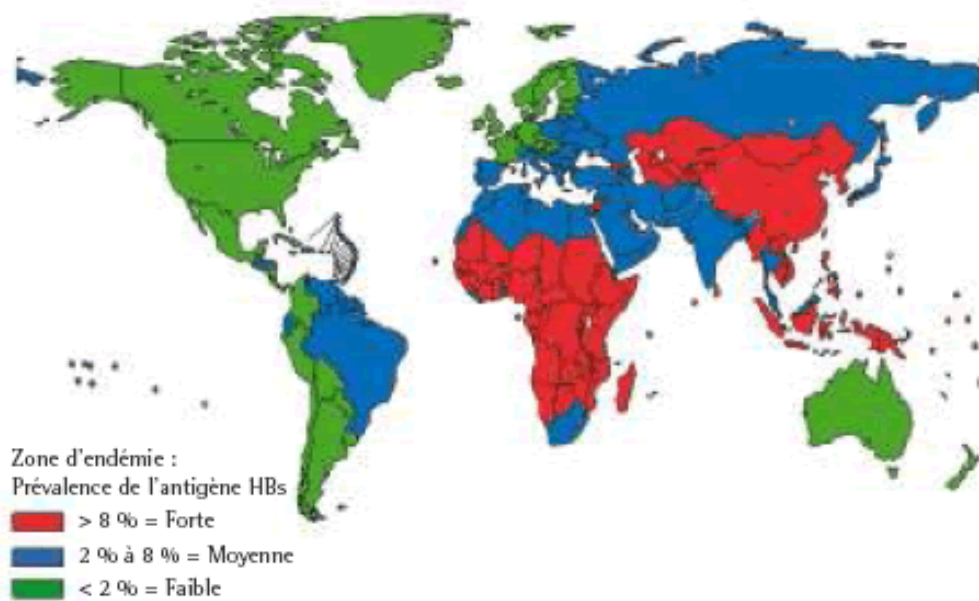 Zone d'endémie :
Prévalence de l'antigène HBs
> 8 % = Forte
2 % à 8 % = Moyenne
< 2 % = Faible